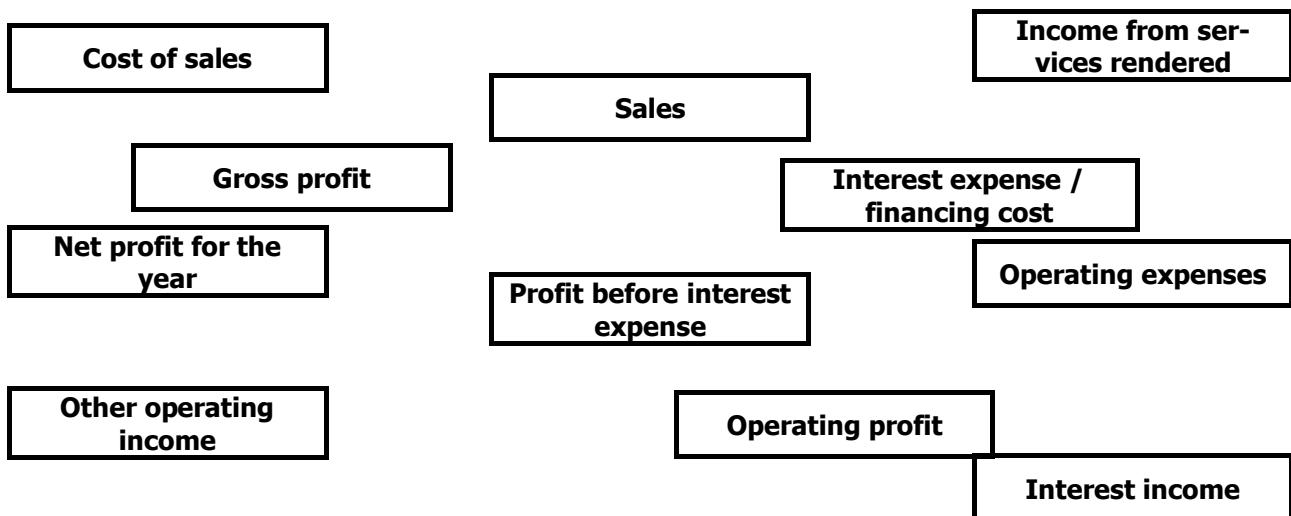 Income from ser-
vices rendered
Cost of sales
Sales
Gross profit
Interest expense /
financing cost
Net profit for the
year
Operating expenses
Profit before interest
expense
Other operating
income
Operating profit
Interest income